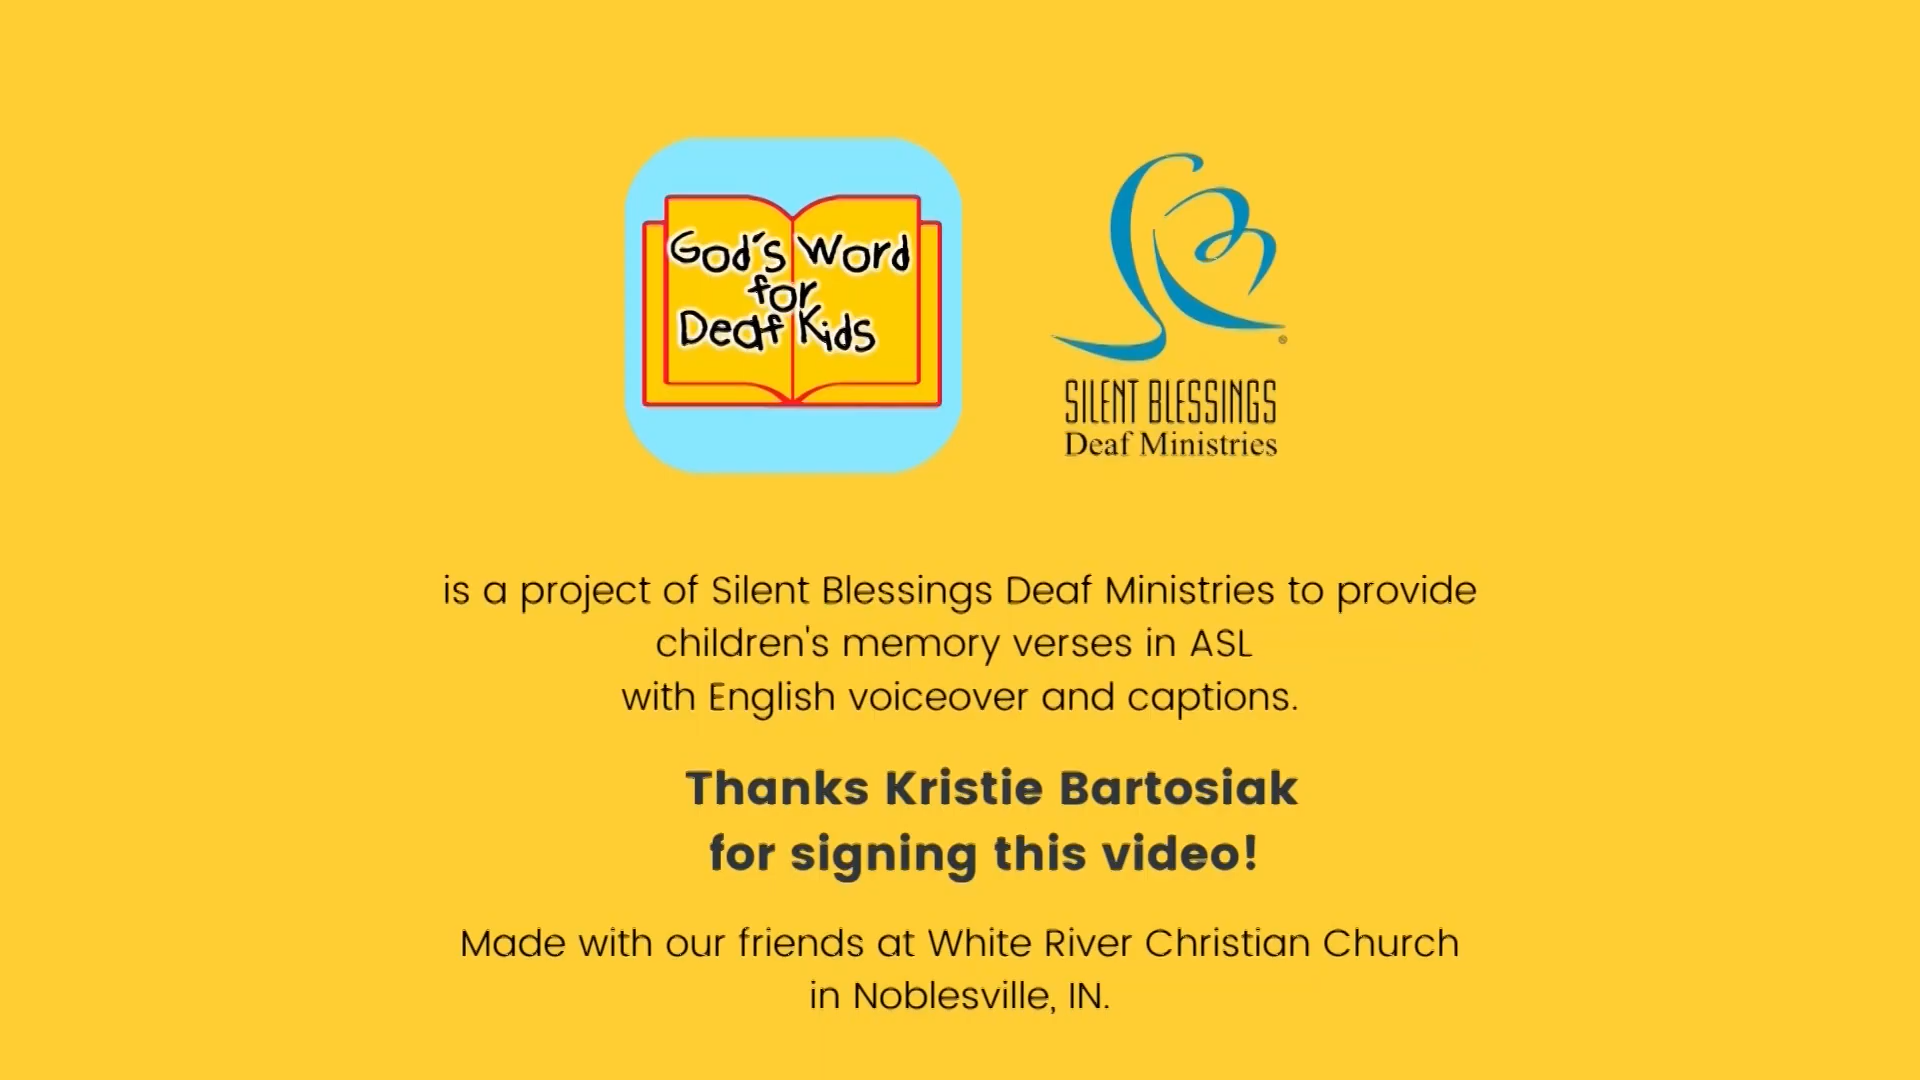 God's Word
for
Deaf Kids
SILENT BLESSINGS
Deaf Ministries
is a project of Silent Blessings Deaf Ministries to provide
children's memory verses in ASL
with English voiceover and captions.
Thanks Kristie Bartosiak
for signing this video!
Made with our friends at White River Christian Church
in Noblesville, IN.